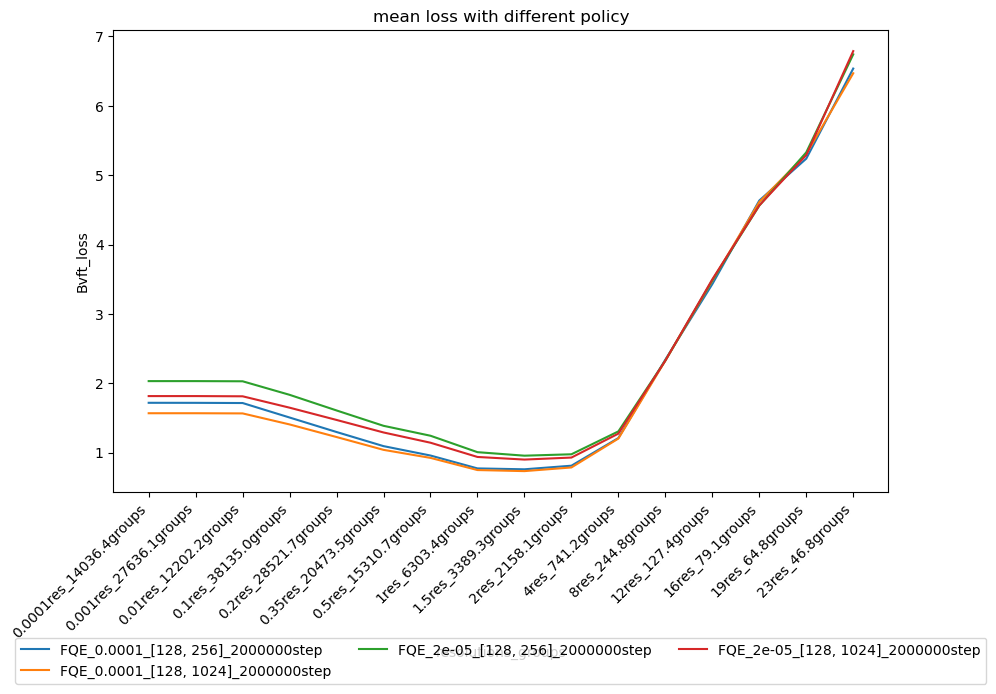 mean loss with different policy
Bvft_loss
7
6
5
4
3
2
1
0.0001res_14036.4groups
0.001res_27636.1groups
0.01res_12202.2groups
0.1res_38135.0groups
0.2res_28521.7groups
0.35res_20473.5groups
0.5res_15310.7groups
1res_6303.4groups
1.5res_3389.3groups
2res_2158.1groups
4res_741.2groups
8res_244.8groups
12res_127.4groups
16res_79.1groups
19res_64.8groups
23res_46.8groups
FQE_0.0001_[128, 256]_2000000step
FQE_0.0001_[128, 1024]_2000000step
FQE_2e-05_[128, 256]_2000000step
FQE_2e-05_[128, 1024]_2000000step